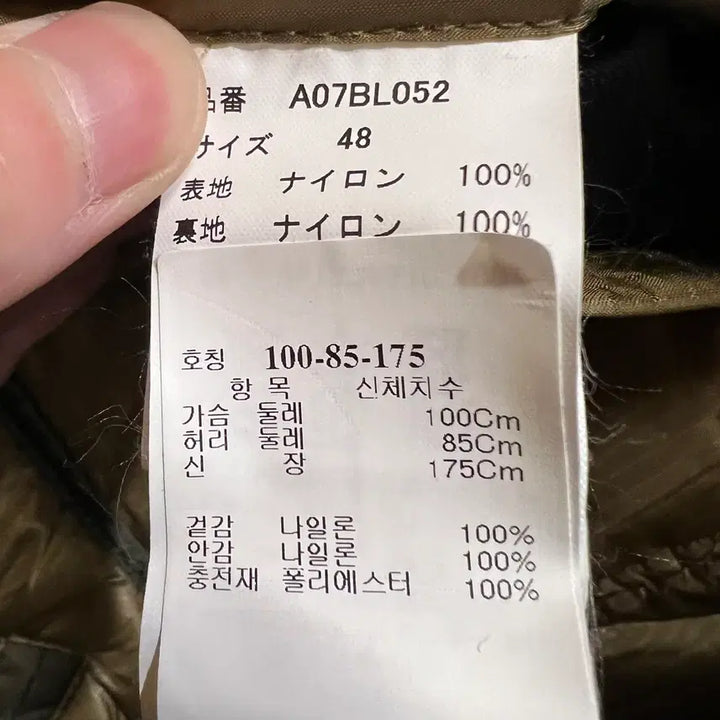 品番 A07BL052
サイズ 48
表地 ナイロン 100%
裏地 ナイロン 100%
호칭 100-85-175
항 목 신체치수
가슴 둘레 100Cm
허리 둘레 85Cm
신 장 175Cm
겉감 나일론 100%
안감 나일론 100%
충전재 폴리에스터 100%